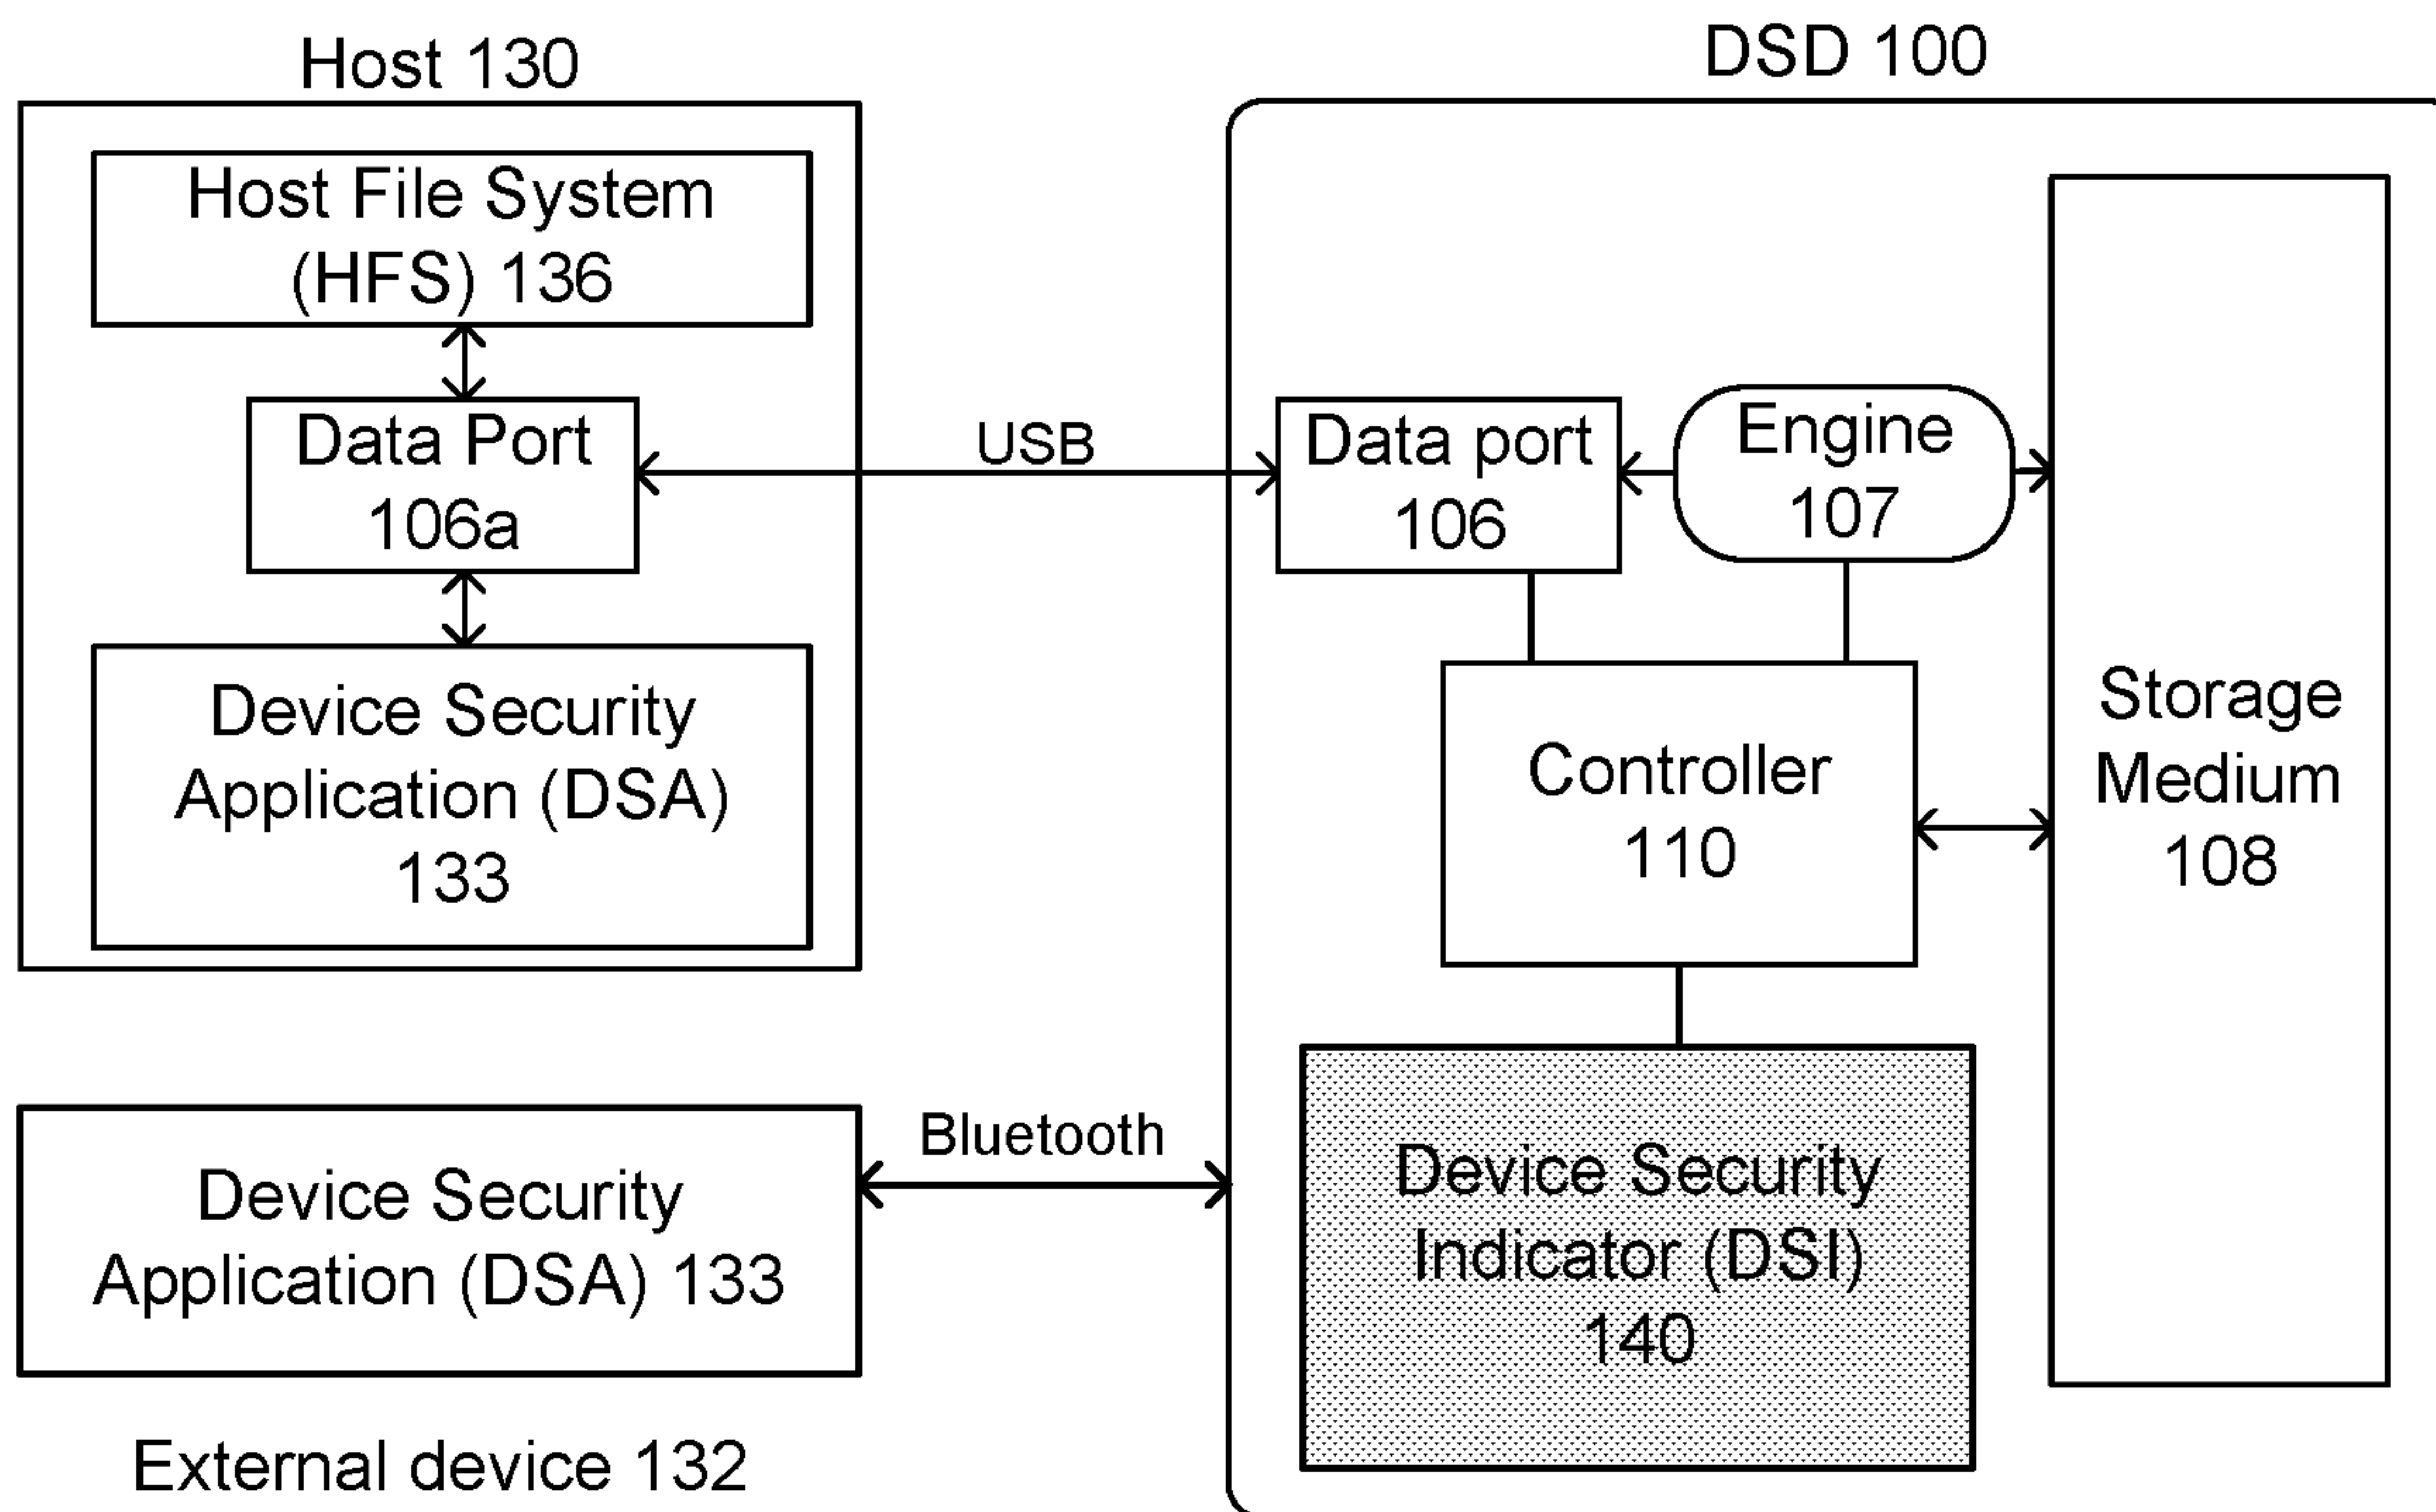 Host 130
Host File System
(HFS) 136
Data Port
106a
Device Security
Application (DSA)
133
USB
Bluetooth
Device Security
Application (DSA) 133
External device 132
DSD 100
Data port
106
Engine
107
Controller
110
Storage
Medium
108
Device Security
Indicator (DSI)
140